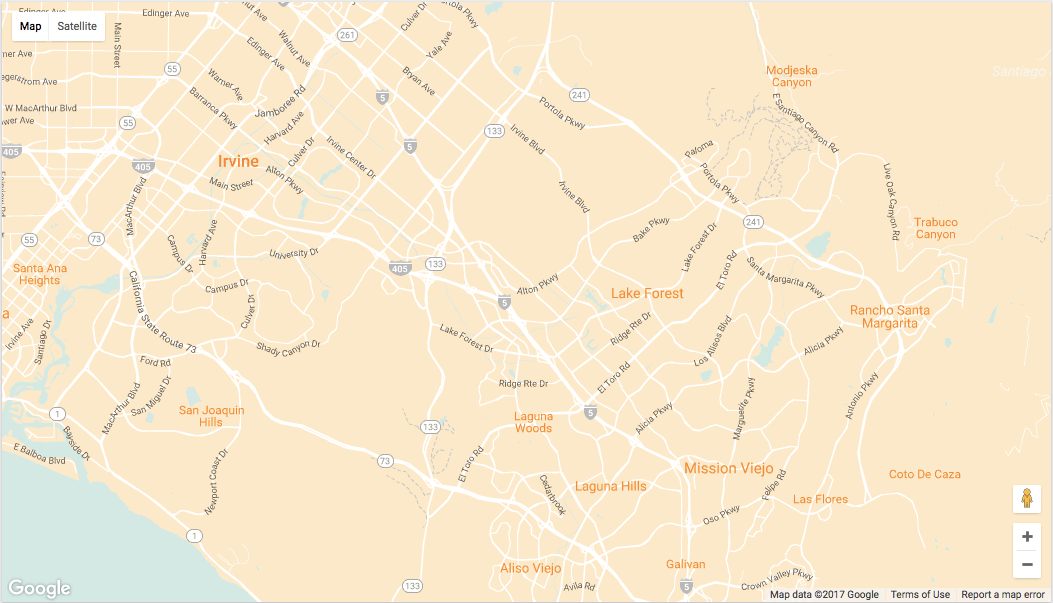 Edinger Ave
Edinger Ave
Map
Satellite
Main Street
Culver Dr
Portola Pkwy
Walnut Ave
Edinger Ave
261
Yale Ave
55
Warner Ave
Bryan Ave
5
Modjeska
Canyon
Santiago
241
W MacArthur Blvd
Barranca Pkwy
Jamboree Rd
Portola Pkwy
E Santiago Canyon Rd
55
Harvard Ave
133
Irvine Blvd
405
405
Irvine
Culver Dr
Irvine Center Dr
5
Paloma
Alton Pkwy
Main Street
Portola Pkwy
Live Oak Canyon Rd
MacArthur Blvd
Irvine Blvd
Harvard Ave
Bake Pkwy
241
Trabuco
Canyon
55
73
Campus Dr
University Dr
Lake Forest Dr
El Toro Rd
Santa Ana
Heights
405
133
Santa Margarita Pkwy
Campus Dr
Alton Pkwy
Lake Forest
5
California State Route 73
Culver Dr
Rancho Santa
Margarita
a
Irvine Ave
Santiago Dr
Lake Forest Dr
Ridge Rte Dr
Los Alisos Blvd
Alicia Pkwy
Shady Canyon Dr
Ford Rd
El Toro Rd
Ridge Rte Dr
San Miguel Dr
MacArthur Blvd
Marguerite Pkwy
Antonio Pkwy
1
San Joaquin
Hills
Laguna
Woods
5
Alicia Pkwy
133
Bayside Dr
E Balboa Blvd
73
El Toro Rd
Mission Viejo
Coto De Caza
Newport Coast Dr
Cedarbrook
Laguna Hills
Felipe Rd
Las Flores
Oso Pkwy
1
Aliso Viejo
Galivan
133
Avila Rd
5
Crown Valley Pkwy
Google
Map data ©2017 Google
Terms of Use
Report a map error